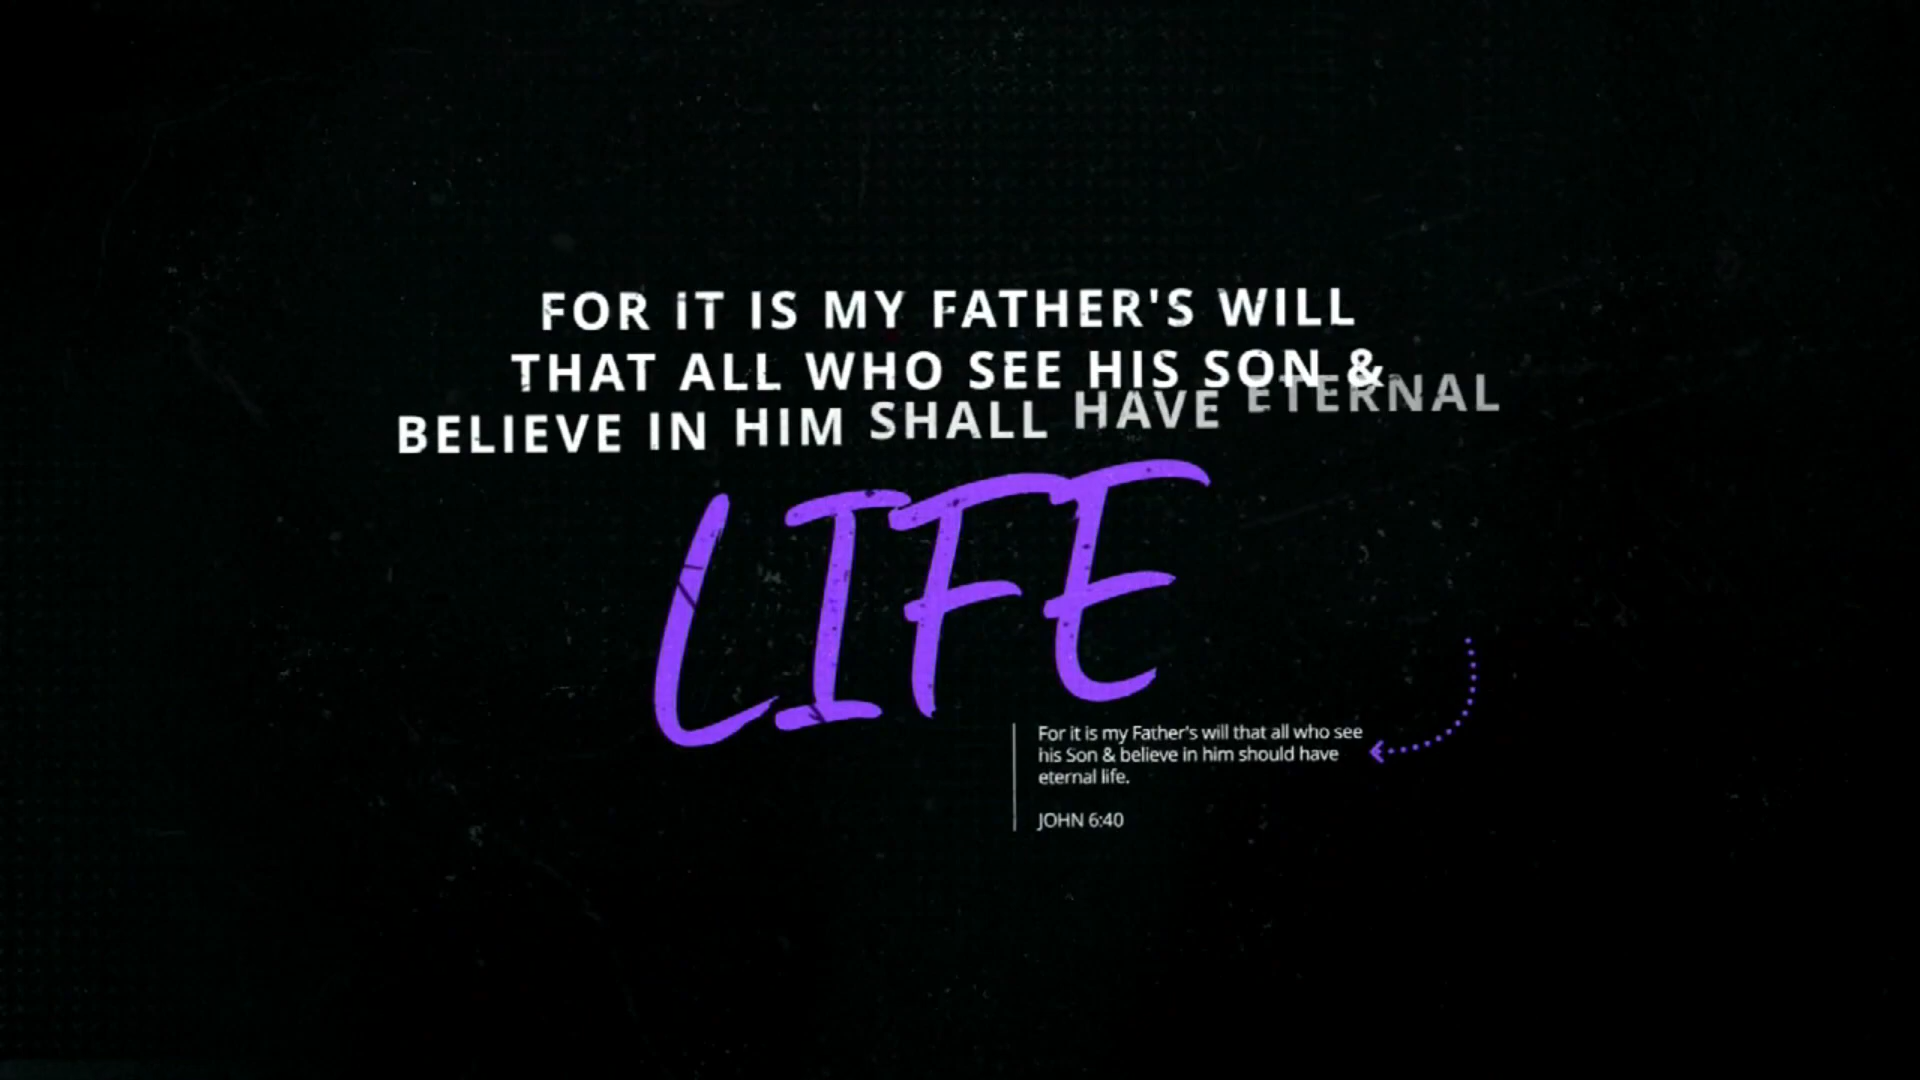 FOR IT IS MY FATHER'S WILL
THAT ALL WHO SEE HIS SON &
BELIEVE IN HIM SHALL HAVE ETERNAL
LIFE
For it is my Father's will that all who see
his Son & believe in him should have
eternal life.
JOHN 6:40